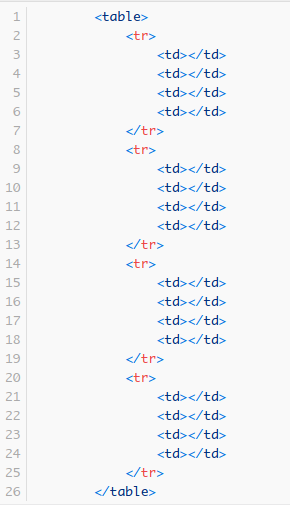 1 <table>
2 <tr>
3 <td></td>
4 <td></td>
5 <td></td>
6 <td></td>
7 </tr>
8 <tr>
9 <td></td>
10 <td></td>
11 <td></td>
12 <td></td>
13 </tr>
14 <tr>
15 <td></td>
16 <td></td>
17 <td></td>
18 <td></td>
19 </tr>
20 <tr>
21 <td></td>
22 <td></td>
23 <td></td>
24 <td></td>
25 </tr>
26 </table>